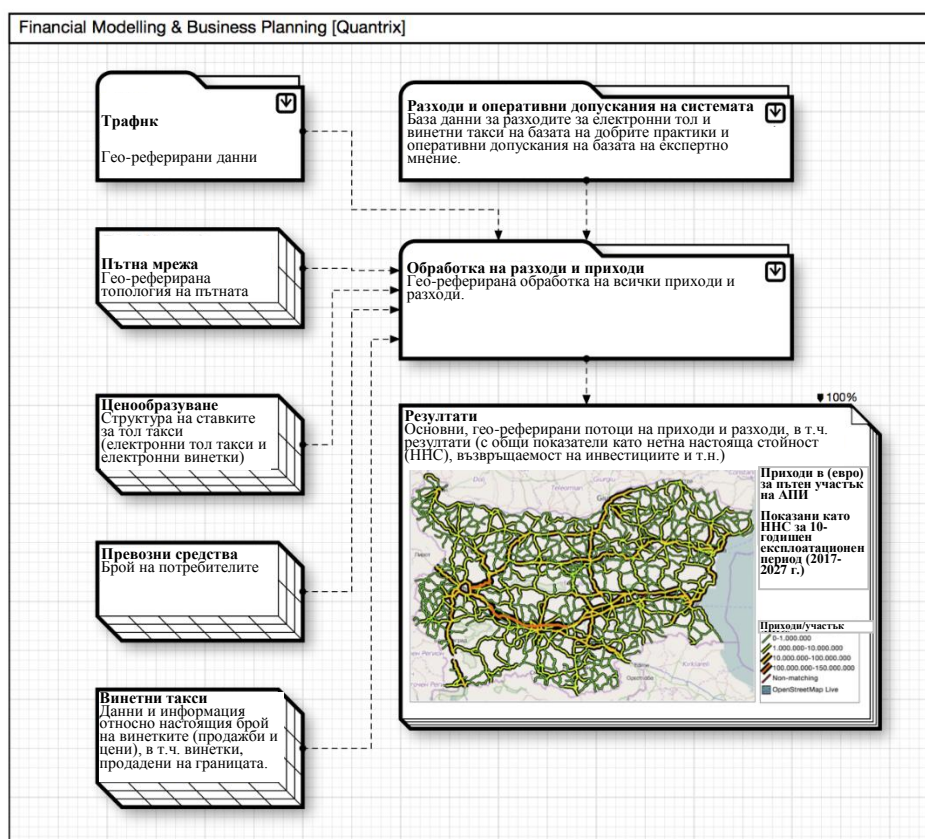 Financial Modelling & Business Planning [Quantrix]
Трафик
Гео-реферирани данни
Разходи и оперативни допускания на системата
База данни за разходите за електронни тол и
винетни такси на базата на добрите практики и
оперативни допускания на базата на експертно
мнение.
Пътна мрежа
Гео-реферирана
топология на пътната
Обработка на разходи и приходи
Гео-реферирана обработка на всички приходи и
разходи.
Ценообразуване
Структура на ставките
за тол такси
(електронни тол такси и
електронни винетки)
Превозни средства
Брой на потребителите
Винетни такси
Данни и информация
относно настоящия брой
на винетките (продажби и
цени), в т.ч. винетки,
продадени на границата.
100%
Резултати
Основни, гео-реферирани потоци на приходи и разходи, в т.ч.
резултати (с общи показатели като нетна настояща стойност
(ННС), възвръщаемост на инвестициите и т.н.)
Приходи в (евро)
за пътен участък
на АПИ
Показани като
ННС за 10-
годишен
експлоатационен
период (2017-
2027 г.)
Приходи/участък
0-1.000.000
1.000.000-10.000.000
10.000.000-100.000.000
100.000.000-150.000.000
Non-matching
OpenStreetMap Live